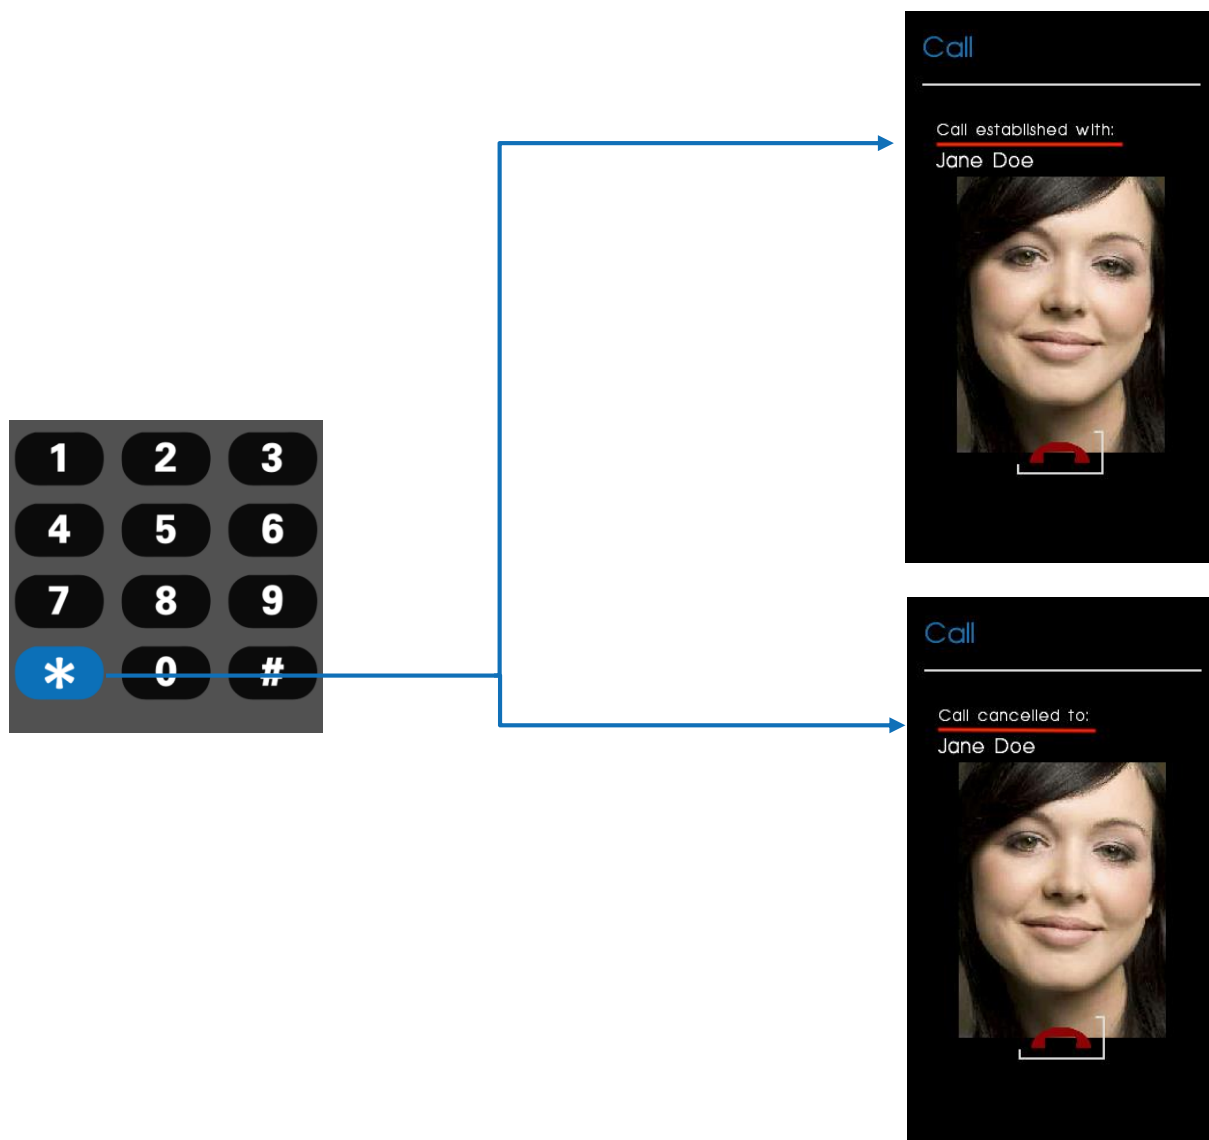 Call
Call established with:
Jane Doe
1 2 3
4 5 6
7 8 9
* 0 #
Call
Call cancelled to:
Jane Doe